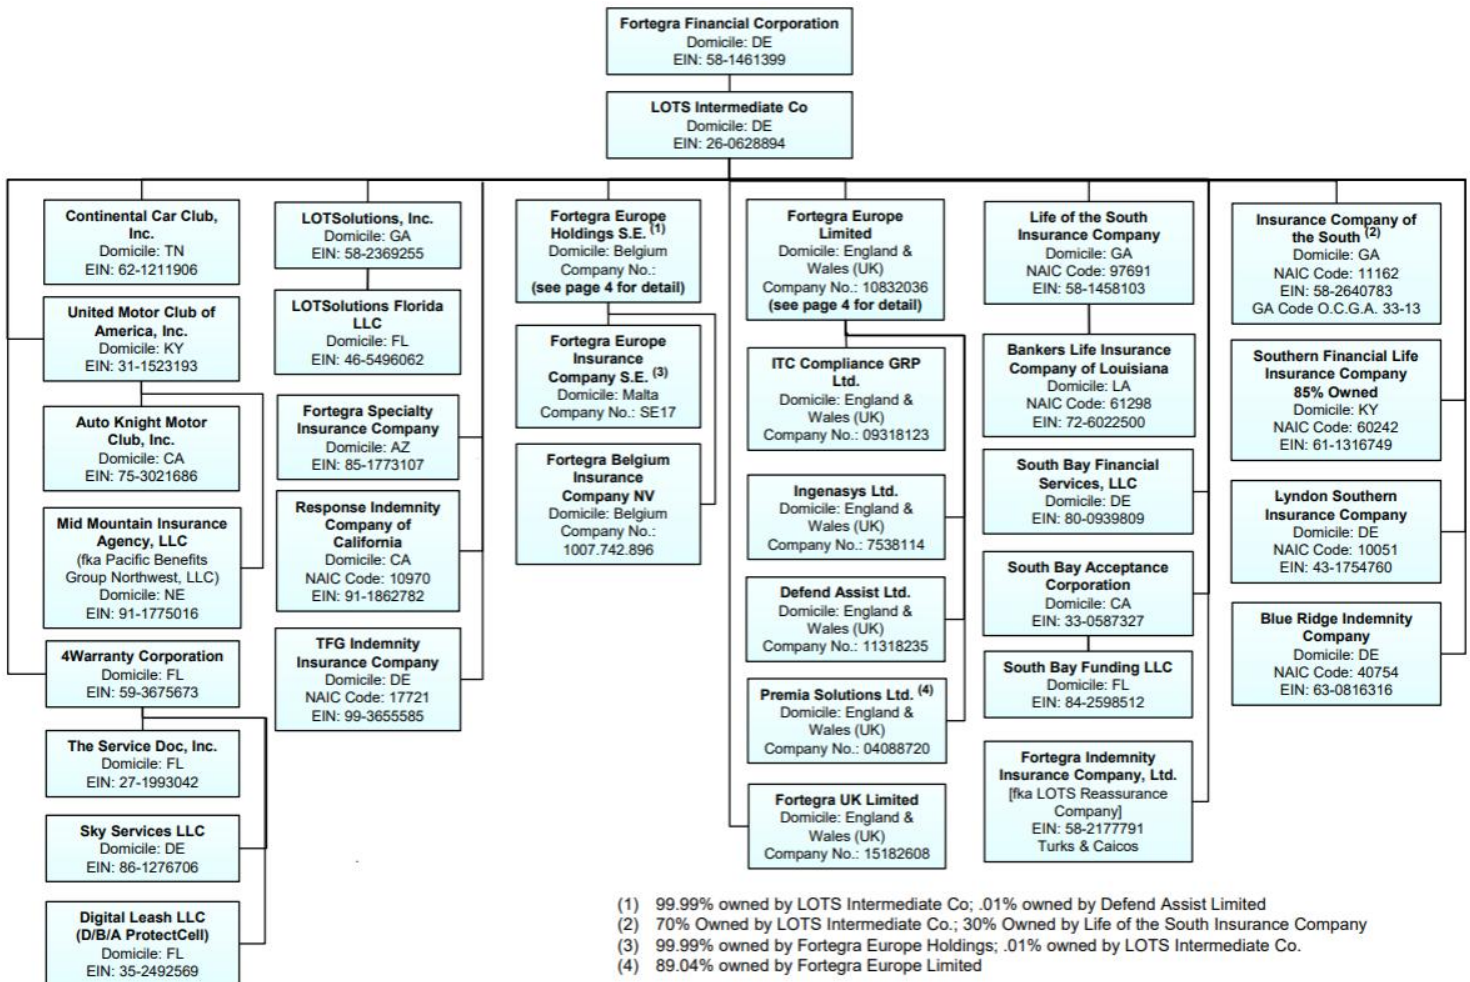 Fortegra Financial Corporation
Domicile: DE
EIN: 58-1461399
LOTS Intermediate Co
Domicile: DE
EIN: 26-0628894
Continental Car Club,
Inc.
Domicile: TN
EIN: 62-1211906
United Motor Club of
America, Inc.
Domicile: KY
EIN: 31-1523193
Auto Knight Motor
Club, Inc.
Domicile: CA
EIN: 75-3021686
Mid Mountain Insurance
Agency, LLC
(fka Pacific Benefits
Group Northwest, LLC)
Domicile: NE
EIN: 91-1775016
4Warranty Corporation
Domicile: FL
EIN: 59-3675673
The Service Doc, Inc.
Domicile: FL
EIN: 27-1993042
Sky Services LLC
Domicile: DE
EIN: 86-1276706
Digital Leash LLC
(D/B/A ProtectCell)
Domicile: FL
EIN: 35-2492569
LOTSolutions, Inc.
Domicile: GA
EIN: 58-2369255
LOTSolutions Florida
LLC
Domicile: FL
EIN: 46-5496062
Fortegra Specialty
Insurance Company
Domicile: AZ
EIN: 85-1773107
Response Indemnity
Company of
California
Domicile: CA
NAIC Code: 10970
EIN: 91-1862782
TFG Indemnity
Insurance Company
Domicile: DE
NAIC Code: 17721
EIN: 99-3655585
Fortegra Europe
Holdings S.E. (1)
Domicile: Belgium
Company No.:
(see page 4 for detail)
Fortegra Europe
Insurance
Company S.E. (3)
Domicile: Malta
Company No.: SE17
Fortegra Belgium
Insurance
Company NV
Domicile: Belgium
Company No.:
1007.742.896
Fortegra Europe
Limited
Domicile: England &
Wales (UK)
Company No.: 10832036
(see page 4 for detail)
ITC Compliance GRP
Ltd.
Domicile: England &
Wales (UK)
Company No.: 09318123
Ingenasys Ltd.
Domicile: England &
Wales (UK)
Company No.: 7538114
Defend Assist Ltd.
Domicile: England &
Wales (UK)
Company No.: 11318235
Premia Solutions Ltd. (4)
Domicile: England &
Wales (UK)
Company No.: 04088720
Fortegra UK Limited
Domicile: England &
Wales (UK)
Company No.: 15182608
Life of the South
Insurance Company
Domicile: GA
NAIC Code: 97691
EIN: 58-1458103
Bankers Life Insurance
Company of Louisiana
Domicile: LA
NAIC Code: 61298
EIN: 72-6022500
South Bay Financial
Services, LLC
Domicile: DE
EIN: 80-0939809
South Bay Acceptance
Corporation
Domicile: CA
EIN: 33-0587327
South Bay Funding LLC
Domicile: FL
EIN: 84-2598512
Fortegra Indemnity
Insurance Company, Ltd.
[fka LOTS Reassurance
Company]
EIN: 58-2177791
Turks & Caicos
Insurance Company of
the South (2)
Domicile: GA
NAIC Code: 11162
EIN: 58-2640783
GA Code O.C.G.A. 33-13
Southern Financial Life
Insurance Company
85% Owned
Domicile: KY
NAIC Code: 60242
EIN: 61-1316749
Lyndon Southern
Insurance Company
Domicile: DE
NAIC Code: 10051
EIN: 43-1754760
Blue Ridge Indemnity
Company
Domicile: DE
NAIC Code: 40754
EIN: 63-0816316
(1) 99.99% owned by LOTS Intermediate Co; .01% owned by Defend Assist Limited
(2) 70% Owned by LOTS Intermediate Co.; 30% Owned by Life of the South Insurance Company
(3) 99.99% owned by Fortegra Europe Holdings; .01% owned by LOTS Intermediate Co.
(4) 89.04% owned by Fortegra Europe Limited